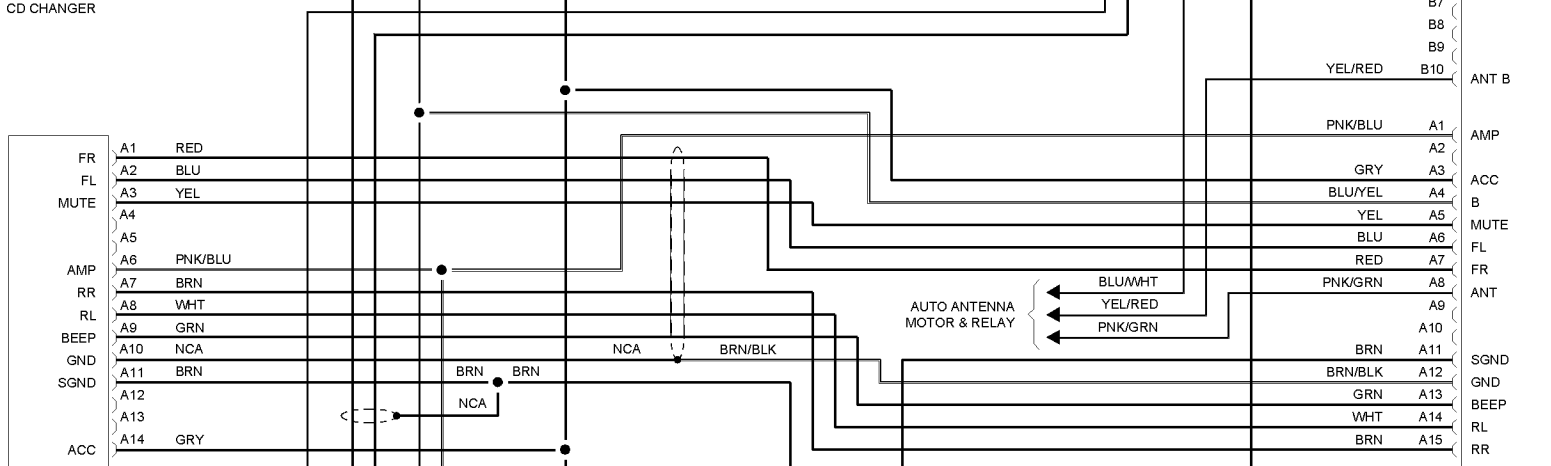 CD CHANGER
B7
B8
B9
YEL/RED B10 ANT B
PNK/BLU A1 AMP
A2
GRY A3 ACC
BLU/YEL A4 B
YEL A5 MUTE
BLU A6 FL
RED A7 FR
PNK/GRN A8 ANT
A9
A10
BRN A11 SGND
BRN/BLK A12 GND
GRN A13 BEEP
WHT A14 RL
BRN A15 RR
FR A1 RED
FL A2 BLU
MUTE A3 YEL
A4
A5
AMP A6 PNK/BLU
RR A7 BRN
RL A8 WHT
BEEP A9 GRN
GND A10 NCA NCA BRN/BLK
SGND A11 BRN BRN BRN
A12
NCA
A13
ACC A14 GRY
AUTO ANTENNA
MOTOR & RELAY
BLU/WHT
YEL/RED
PNK/GRN